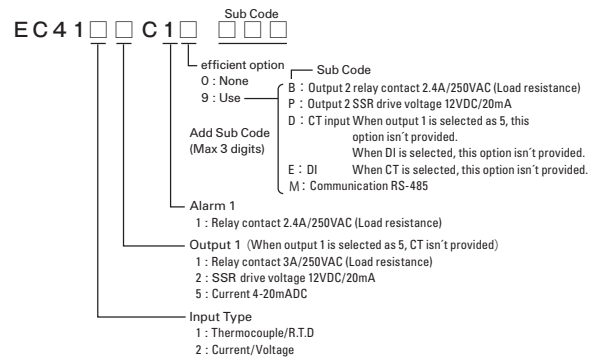 Sub Code
EC41□□C1□ □□□
efficient option
0 : None
9 : Use
Add Sub Code
(Max 3 digits)
Sub Code
B : Output 2 relay contact 2.4A/250VAC (Load resistance)
P : Output 2 SSR drive voltage 12VDC/20mA
D : CT input When output 1 is selected as 5, this
option isn´t provided.
When DI is selected, this option isn´t provided.
E : DI When CT is selected, this option isn´t provided.
M : Communication RS-485
Alarm 1
1 : Relay contact 2.4A/250VAC (Load resistance)
Output 1 (When output 1 is selected as 5, CT isn´t provided)
1 : Relay contact 3A/250VAC (Load resistance)
2 : SSR drive voltage 12VDC/20mA
5 : Current 4-20mADC
Input Type
1 : Thermocouple/R.T.D
2 : Current/Voltage